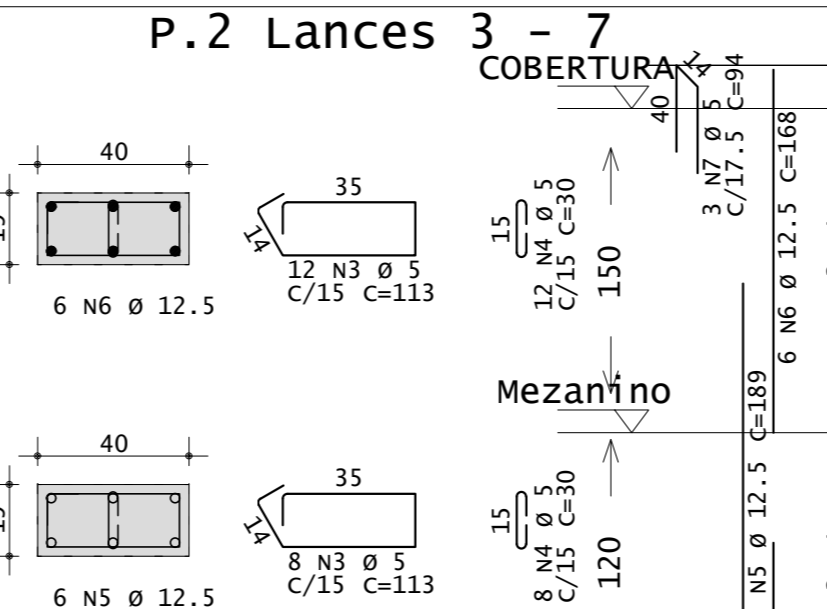 P.2 Lances 3 - 7
COBERTURA
14
40
3 N7 Ø 5
C/17.5 C=94
6 N6 Ø 12.5 C=168
40
6 N6 Ø 12.5
35
14
12 N3 Ø 5
C/15 C=113
15
12 N4 Ø 5
C/15 C=30
150
Mezanino
40
6 N5 Ø 12.5
35
14
8 N3 Ø 5
C/15 C=113
15
8 N4 Ø 5
C/15 C=30
120
N5 Ø 12.5 C=189